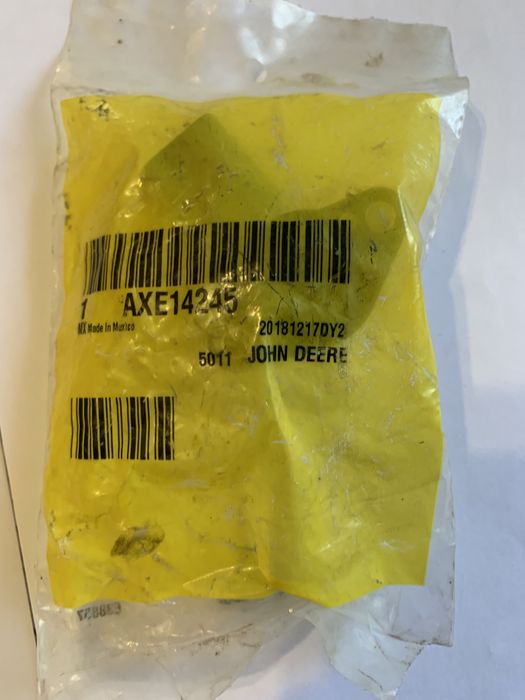 1 AXE14245
MX Made In Mexico 20181217DY2
5011 JOHN DEERE